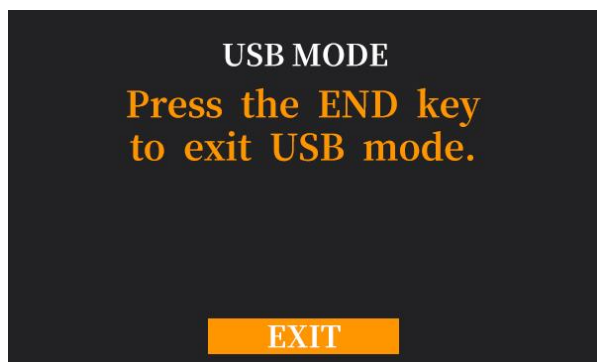 USB MODE
Press the END key
to exit USB mode.
EXIT